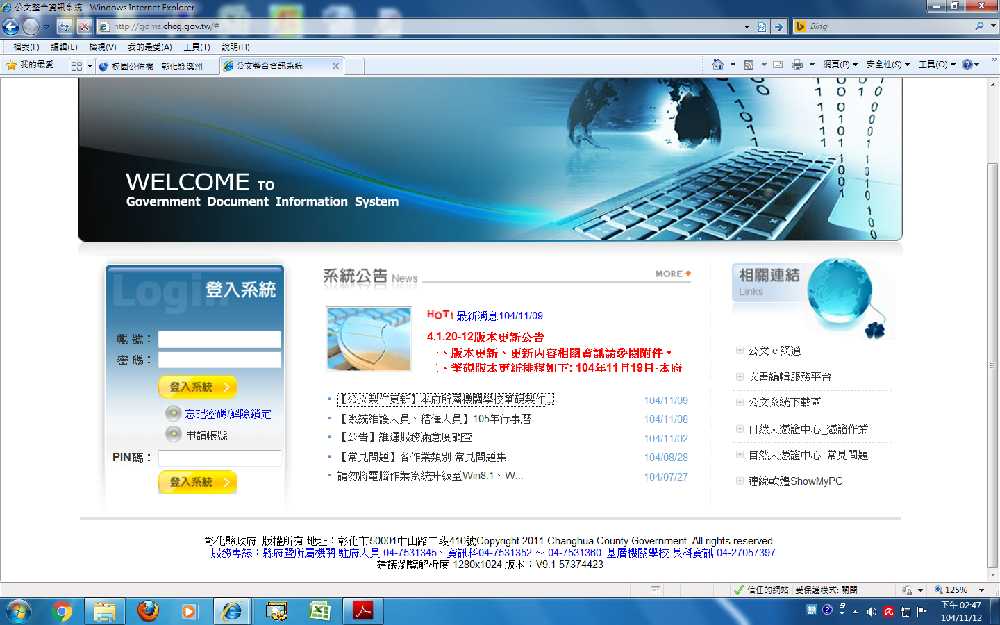 公文整合資訊系統 - Windows Internet Explorer
http://gdms.chcg.gov.tw/#
Bing
檔案(F) 編輯(E) 檢視(V) 我的最愛(A) 工具(T) 說明(H)
我的最愛
校園公佈欄 - 彰化縣溪州...
公文整合資訊系統
網頁(P) 安全性(S) 工具(O)
WELCOME TO
Government Document Information System
Login 登入系統
帳 號：
密 碼：
登入系統
忘記密碼/解除鎖定
申請帳號
PIN碼：
登入系統
系統公告 News
MORE
HOT! 最新消息104/11/09
4.1.20-12版本更新公告
一、版本更新、更新內容相關資訊請參閱附件。
二、筆硯版本更新排程如下: 104年11月19日-本府
【公文製作更新】本府所屬機關學校筆硯製作... 104/11/09
【系統維護人員、稽催人員】105年行事曆... 104/11/08
【公告】維運服務滿意度調查 104/11/02
【常見問題】各作業類別 常見問題集 104/08/28
請勿將電腦作業系統升級至Win8.1、W... 104/07/27
相關連結
Links
公文 e 網通
文書編輯服務平台
公文系統下載區
自然人憑證中心_憑證作業
自然人憑證中心_常見問題
連線軟體ShowMyPC
彰化縣政府 版權所有 地址：彰化市50001中山路二段416號Copyright 2011 Changhua County Government. All rights reserved.
服務專線：縣府暨所屬機關:駐府人員 04-7531345、資訊科04-7531352 ～ 04-7531360 基層機關學校:長科資訊 04-27057397
建議瀏覽解析度 1280x1024 版本：V9.1 57374423
信任的網站 | 受保護模式: 關閉
125%
無
下午 02:47
104/11/12